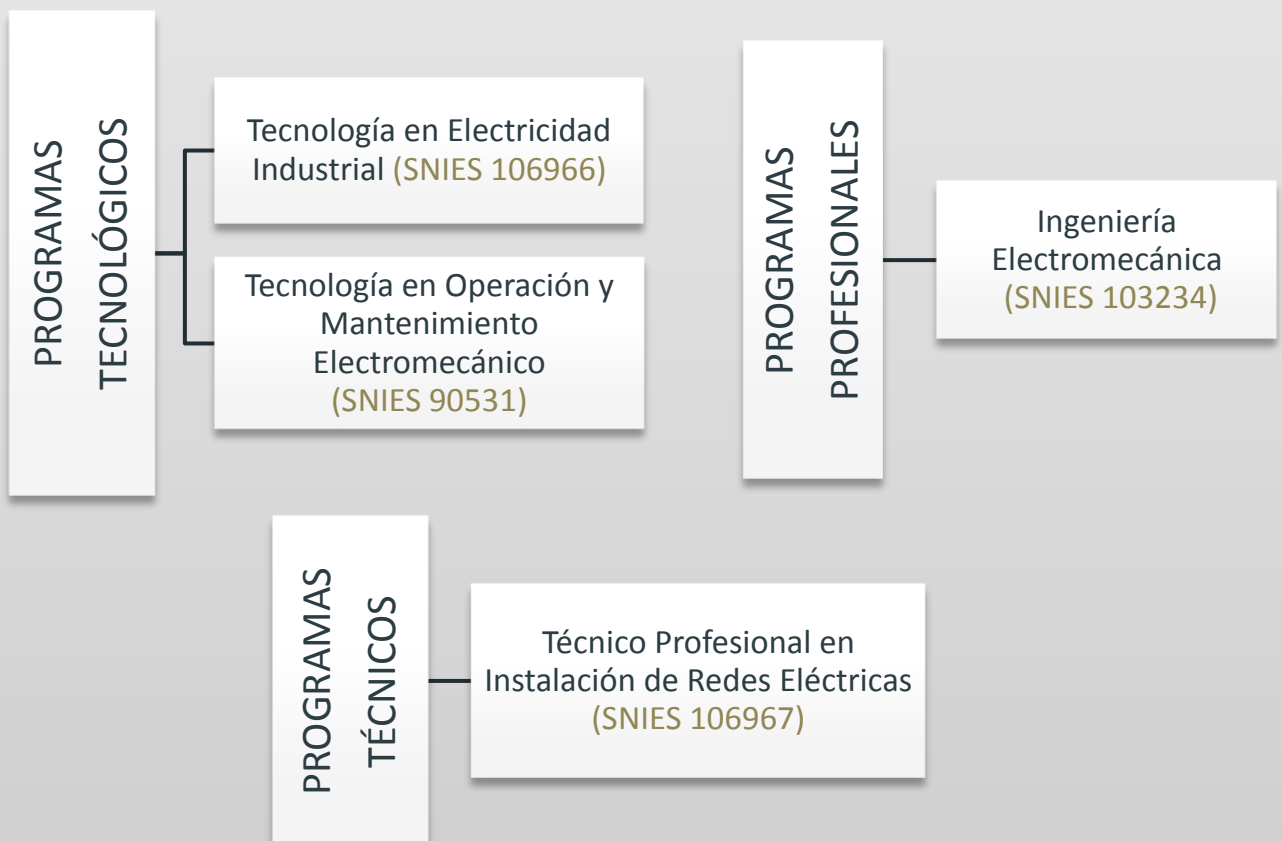 PROGRAMAS
TECNOLÓGICOS
Tecnología en Electricidad
Industrial (SNIES 106966)
Tecnología en Operación y
Mantenimiento
Electromecánico
(SNIES 90531)
PROGRAMAS
PROFESIONALES
Ingeniería
Electromecánica
(SNIES 103234)
PROGRAMAS
TÉCNICOS
Técnico Profesional en
Instalación de Redes Eléctricas
(SNIES 106967)